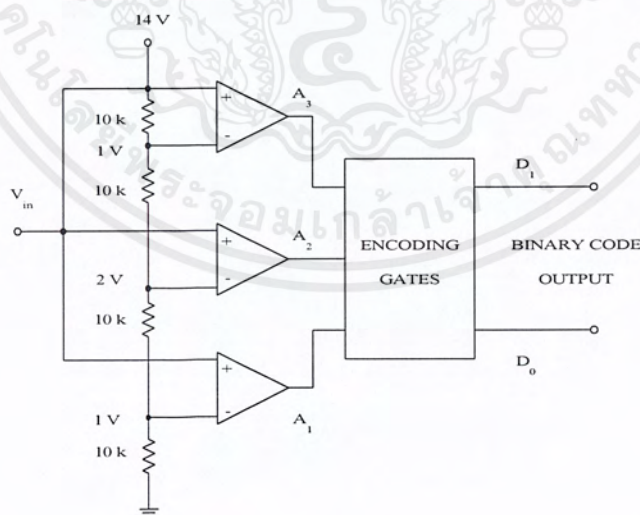 14 V
A3
10 k
+
-
1 V
10 k
Vin
A2
+
-
D1
ENCODING
GATES
BINARY CODE
OUTPUT
2 V
10 k
+
-
D0
1 V
A1
10 k